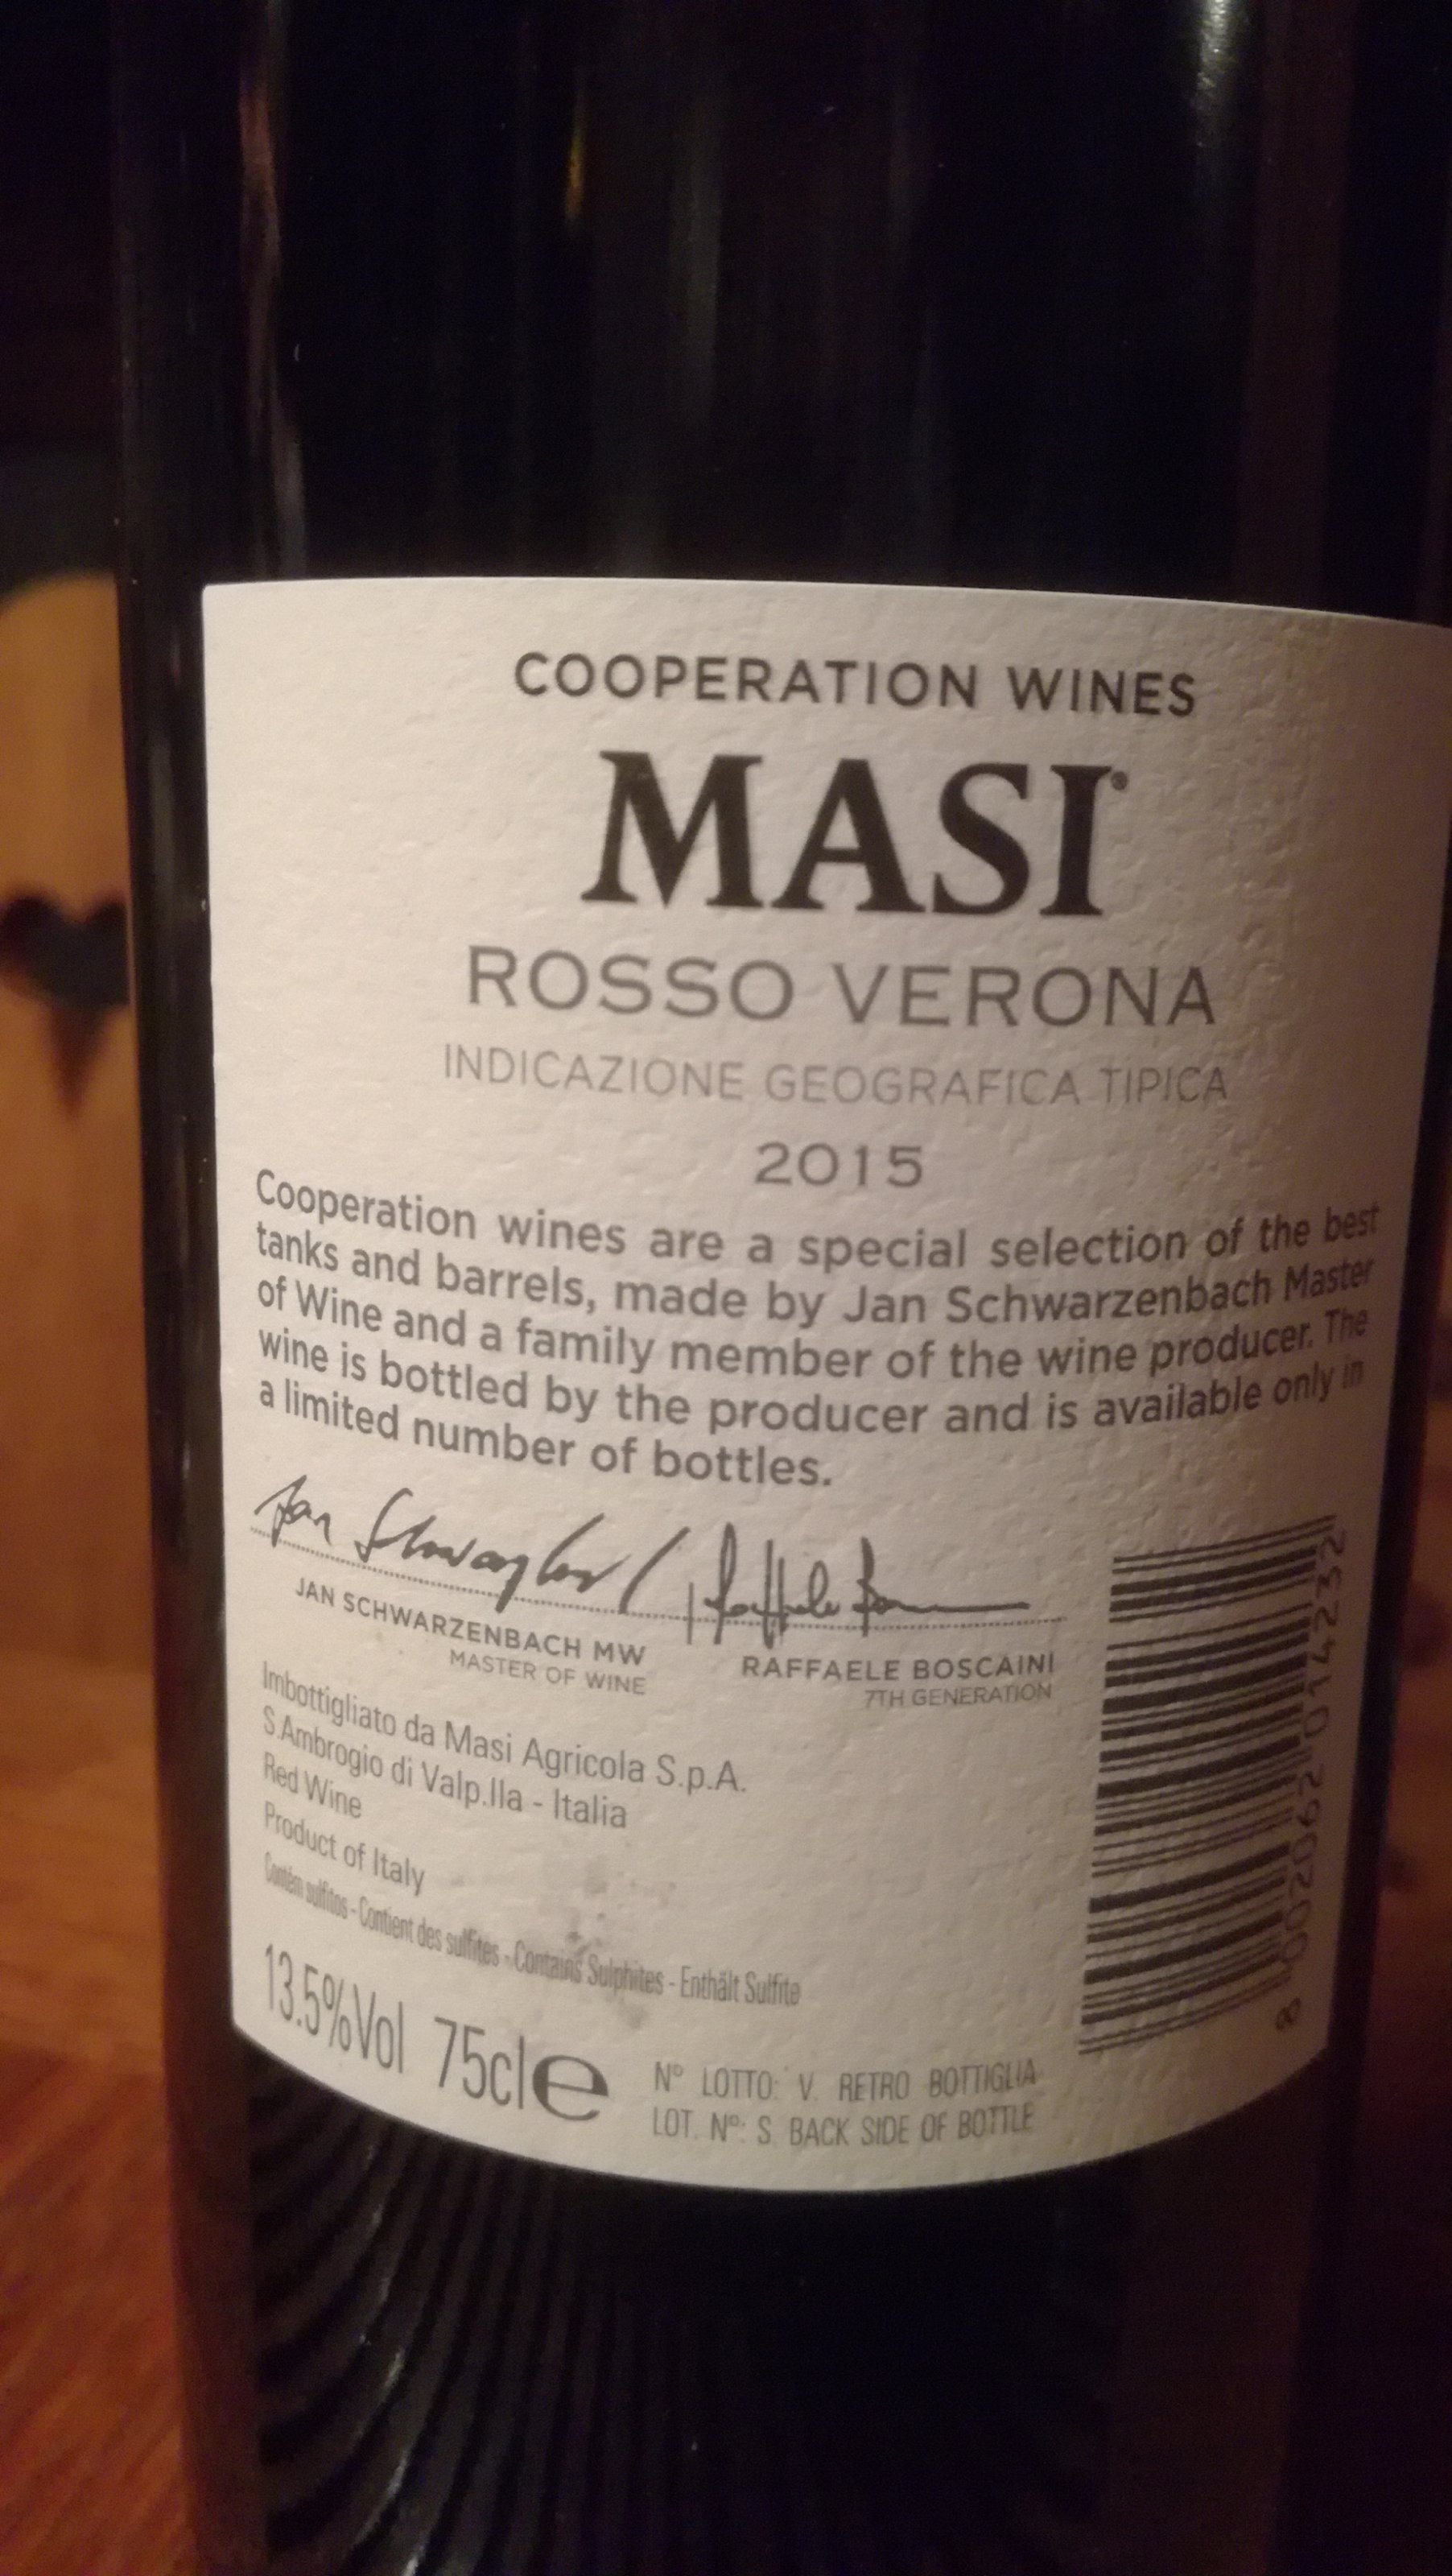 COOPERATION WINES
MASI®
ROSSO VERONA
INDICAZIONE GEOGRAFICA TIPICA
2015
Cooperation wines are a special selection of the best
tanks and barrels, made by Jan Schwarzenbach Master
of Wine and a family member of the wine producer. The
wine is bottled by the producer and is available only in
a limited number of bottles.
JAN SCHWARZENBACH MW
MASTER OF WINE
RAFFAELE BOSCAINI
7TH GENERATION
Imbottigliato da Masi Agricola S.p.A.
S.Ambrogio di Valp.lla - Italia
Red Wine
Product of Italy
Contém sulfitos - Contient des sulfites - Contains Sulphites - Enthält Sulfite
13.5%Vol 75cl e
N° LOTTO: V. RETRO BOTTIGLIA
LOT. N°: S. BACK SIDE OF BOTTLE
8 002062 014232